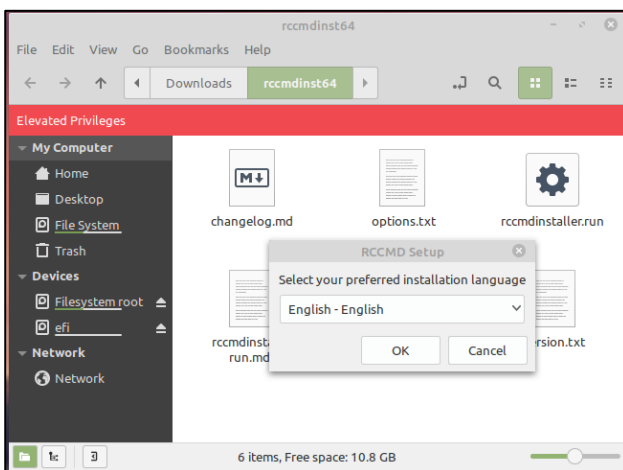 rccmdinst64
File Edit View Go Bookmarks Help
Downloads rccmdinst64
Elevated Privileges
My Computer
Home
Desktop
File System
Trash
Devices
Filesystem root
efi
Network
Network
changelog.md
options.txt
rccmdinstaller.run
rccmdinsta
run.md
rsion.txt
RCCMD Setup
Select your preferred installation language
English - English
OK Cancel
6 items, Free space: 10.8 GB